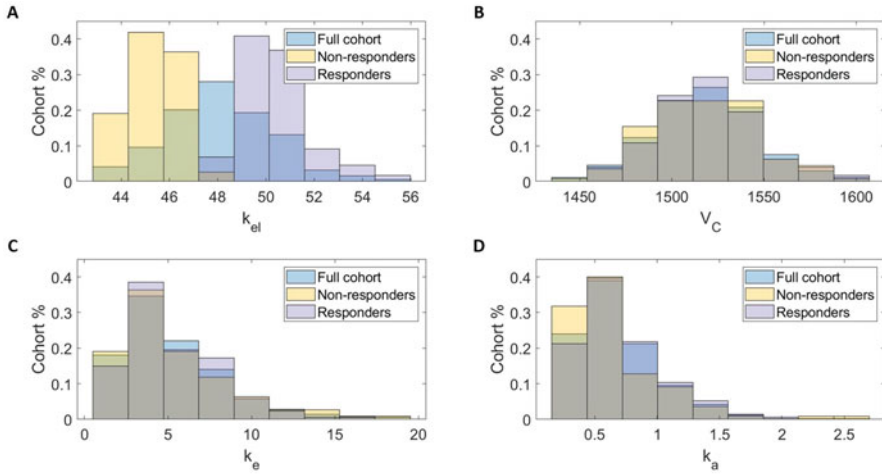 A
Cohort %
0.4
0.3
0.2
0.1
0
44 46 48 50 52 54 56
k_el
Full cohort
Non-responders
Responders
B
Cohort %
0.4
0.3
0.2
0.1
0
1450 1500 1550 1600
V_C
Full cohort
Non-responders
Responders
C
Cohort %
0.4
0.3
0.2
0.1
0
0 5 10 15 20
k_e
Full cohort
Non-responders
Responders
D
Cohort %
0.4
0.3
0.2
0.1
0
0.5 1 1.5 2 2.5
k_a
Full cohort
Non-responders
Responders